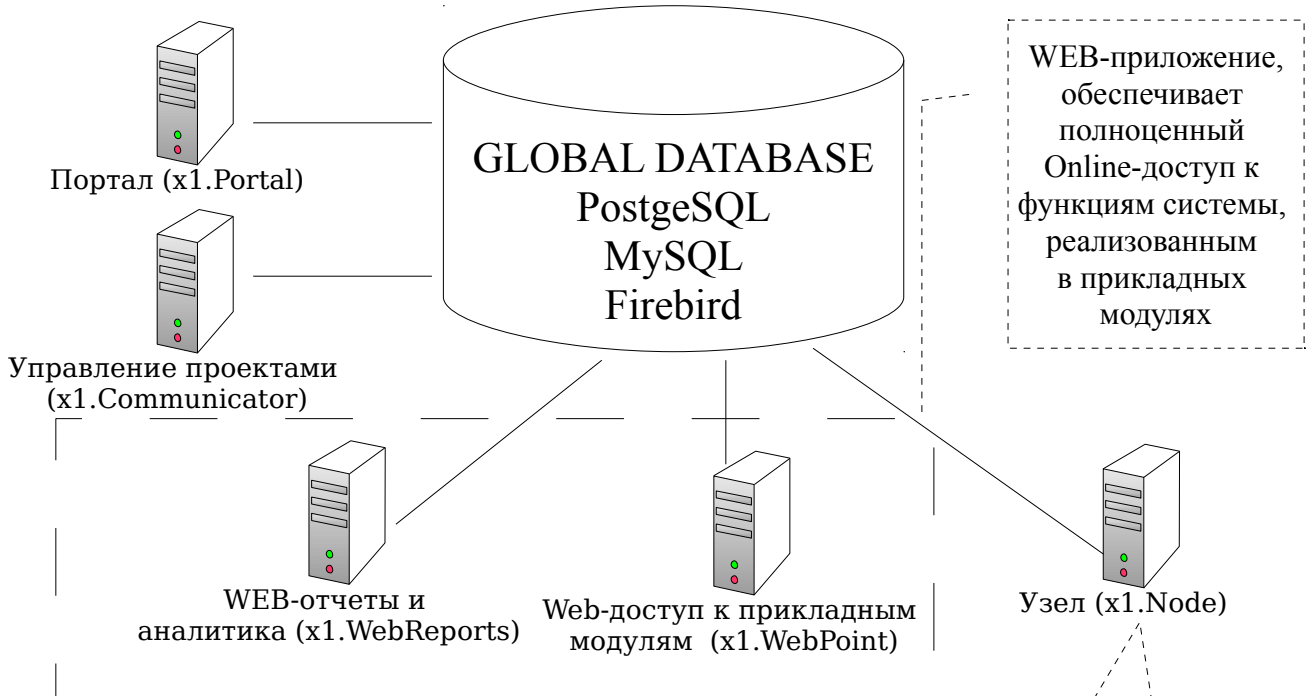 Портал (x1.Portal)
Управление проектами
(x1.Communicator)
GLOBAL DATABASE
PostgeSQL
MySQL
Firebird
WEB-приложение,
обеспечивает
полноценный
Online-доступ к
функциям системы,
реализованным
в прикладных
модулях
WEB-отчеты и
аналитика (x1.WebReports)
Web-доступ к прикладным
модулям (x1.WebPoint)
Узел (x1.Node)